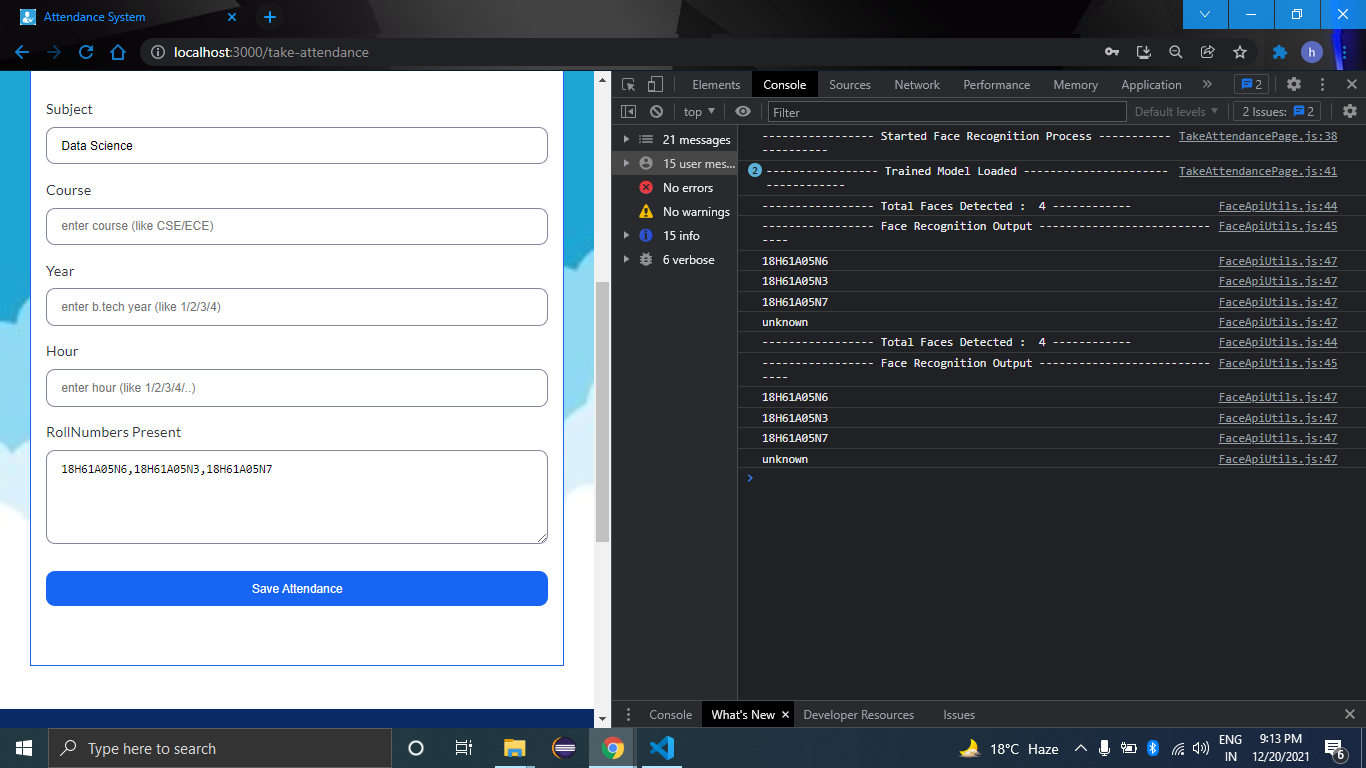 Attendance System
localhost:3000/take-attendance
h
Subject
Data Science
Course
enter course (like CSE/ECE)
Year
enter b.tech year (like 1/2/3/4)
Hour
enter hour (like 1/2/3/4/..)
RollNumbers Present
18H61A05N6,18H61A05N3,18H61A05N7
Save Attendance
Elements Console Sources Network Performance Memory Application » 2
top Filter Default levels 2 Issues: 2
21 messages
15 user mes...
No errors
No warnings
15 info
6 verbose
----------------- Started Face Recognition Process ----------- TakeAttendancePage.js:38
----------
2 ----------------- Trained Model Loaded ---------------------- TakeAttendancePage.js:41
------------
----------------- Total Faces Detected :  4 ------------ FaceApiUtils.js:44
----------------- Face Recognition Output -------------------------- FaceApiUtils.js:45
----
18H61A05N6 FaceApiUtils.js:47
18H61A05N3 FaceApiUtils.js:47
18H61A05N7 FaceApiUtils.js:47
unknown FaceApiUtils.js:47
----------------- Total Faces Detected :  4 ------------ FaceApiUtils.js:44
----------------- Face Recognition Output -------------------------- FaceApiUtils.js:45
----
18H61A05N6 FaceApiUtils.js:47
18H61A05N3 FaceApiUtils.js:47
18H61A05N7 FaceApiUtils.js:47
unknown FaceApiUtils.js:47
Console What's New Developer Resources Issues
Type here to search
18°C Haze
ENG
IN
9:13 PM
12/20/2021
6